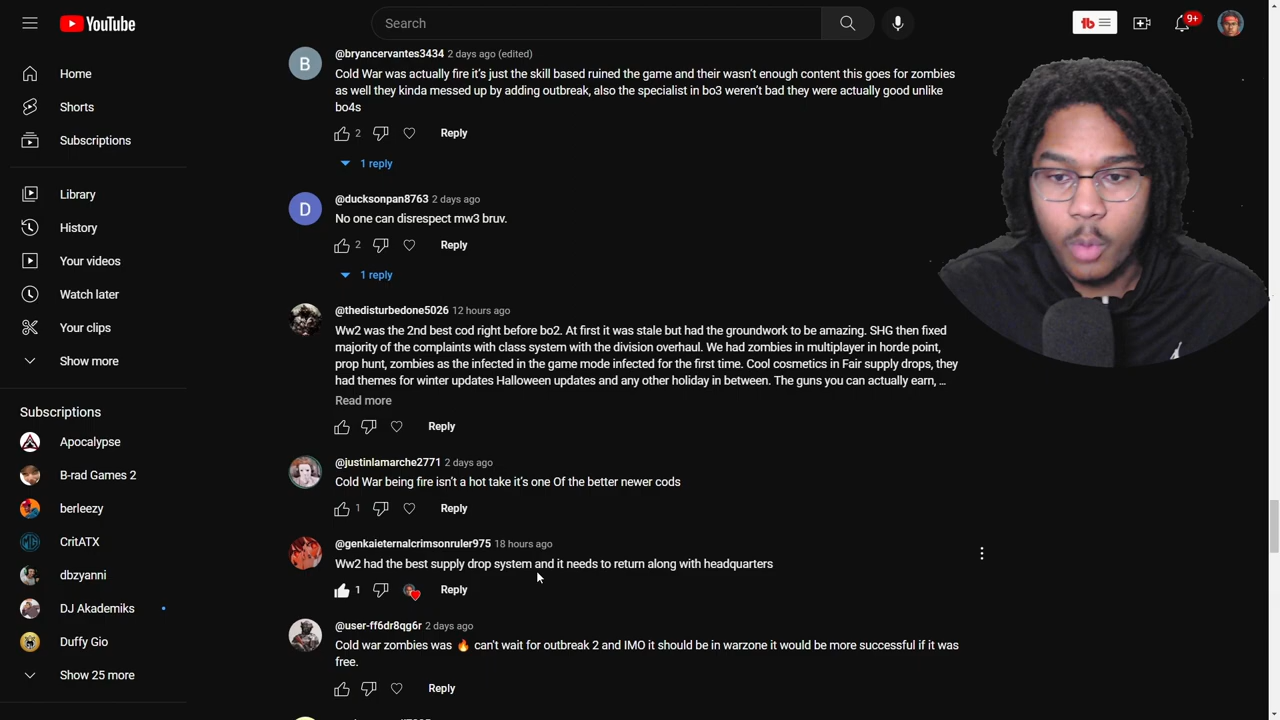 YouTube
Search
9+
Home
Shorts
Subscriptions
Library
History
Your videos
Watch later
Your clips
Show more
Subscriptions
Apocalypse
B-rad Games 2
berleezy
CritATX
dbzyanni
DJ Akademiks
Duffy Gio
Show 25 more
B
@bryancervantes3434 2 days ago (edited)
Cold War was actually fire it's just the skill based ruined the game and their wasn't enough content this goes for zombies
as well they kinda messed up by adding outbreak, also the specialist in bo3 weren't bad they were actually good unlike
bo4s
2 Reply
1 reply
D
@ducksonpan8763 2 days ago
No one can disrespect mw3 bruv.
2 Reply
1 reply
@thedisturbedone5026 12 hours ago
Ww2 was the 2nd best cod right before bo2. At first it was stale but had the groundwork to be amazing. SHG then fixed
majority of the complaints with class system with the division overhaul. We had zombies in multiplayer in horde point,
prop hunt, zombies as the infected in the game mode infected for the first time. Cool cosmetics in Fair supply drops, they
had themes for winter updates Halloween updates and any other holiday in between. The guns you can actually earn, …
Read more
Reply
@justinlamarche2771 2 days ago
Cold War being fire isn't a hot take it's one Of the better newer cods
1 Reply
@genkaieternalcrimsonruler975 18 hours ago
Ww2 had the best supply drop system and it needs to return along with headquarters
1 Reply
@user-ff6dr8qg6r 2 days ago
Cold war zombies was 🔥 can't wait for outbreak 2 and IMO it should be in warzone it would be more successful if it was
free.
Reply